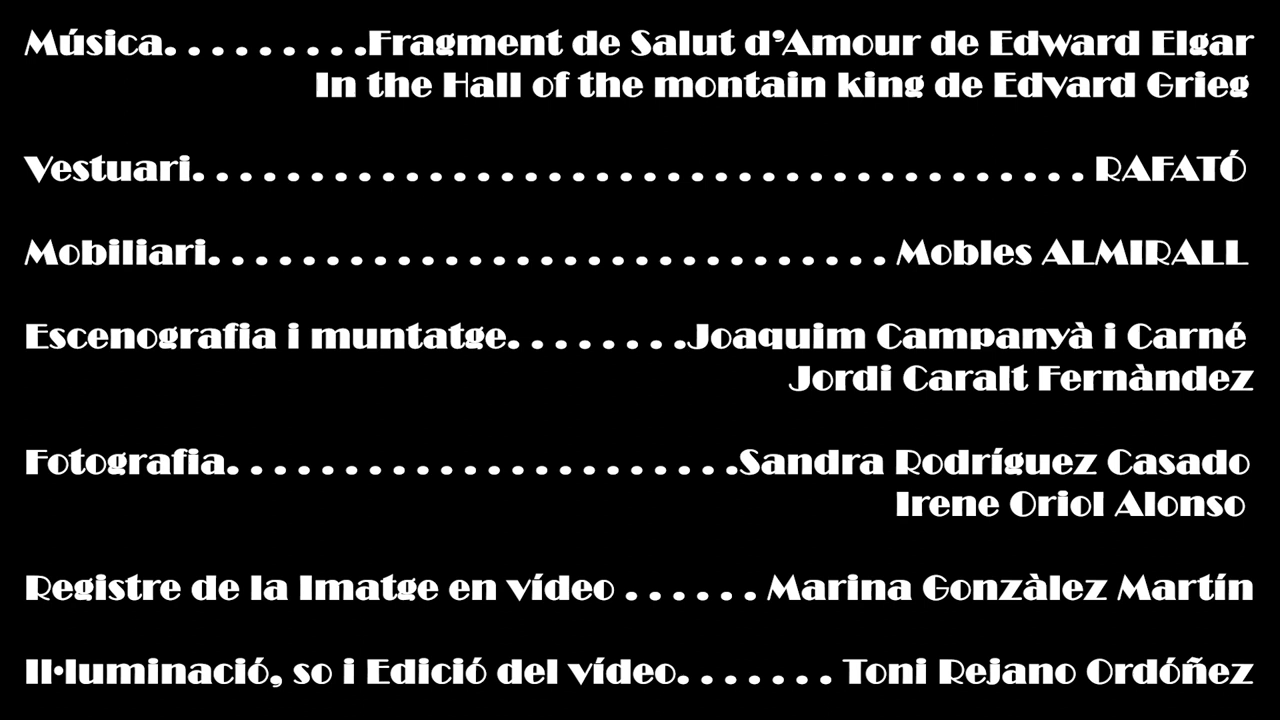 Música. . . . . . . . .Fragment de Salut d'Amour de Edward Elgar
In the Hall of the montain king de Edvard Grieg
Vestuari. . . . . . . . . . . . . . . . . . . . . . . . . . . . . . . . . . . . . . RAFATÓ
Mobiliari. . . . . . . . . . . . . . . . . . . . . . . . . . . . . Mobles ALMIRALL
Escenografia i muntatge. . . . . . . .Joaquim Campanyà i Carné
Jordi Caralt Fernàndez
Fotografia. . . . . . . . . . . . . . . . . . . . . .Sandra Rodríguez Casado
Irene Oriol Alonso
Registre de la Imatge en vídeo . . . . . . Marina Gonzàlez Martín
Il·luminació, so i Edició del vídeo. . . . . . . Toni Rejano Ordóñez